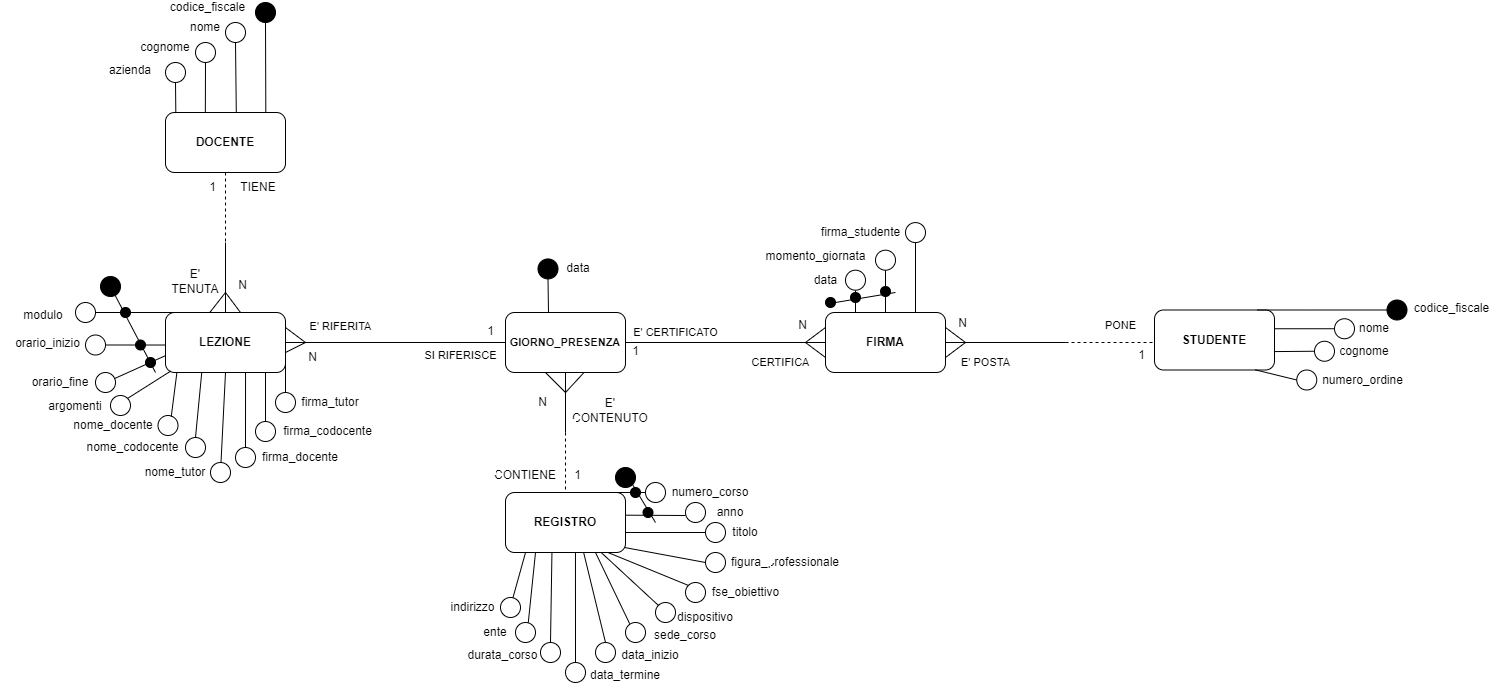 codice_fiscale
nome
cognome
azienda
DOCENTE
1
TIENE
E'
TENUTA
N
modulo
orario_inizio
orario_fine
argomenti
nome_docente
nome_codocente
nome_tutor
firma_docente
firma_codocente
firma_tutor
LEZIONE
E' RIFERITA
N
1
SI RIFERISCE
data
GIORNO_PRESENZA
E' CERTIFICATO
1
N
CERTIFICA
firma_studente
momento_giornata
data
FIRMA
N
E' POSTA
PONE
1
STUDENTE
codice_fiscale
nome
cognome
numero_ordine
N
E'
CONTENUTO
CONTIENE
1
REGISTRO
numero_corso
anno
titolo
figura_professionale
fse_obiettivo
dispositivo
sede_corso
data_inizio
data_termine
durata_corso
ente
indirizzo